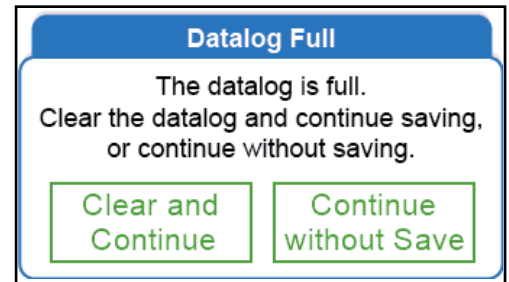 Datalog Full
The datalog is full.
Clear the datalog and continue saving,
or continue without saving.
Clear and
Continue
Continue
without Save